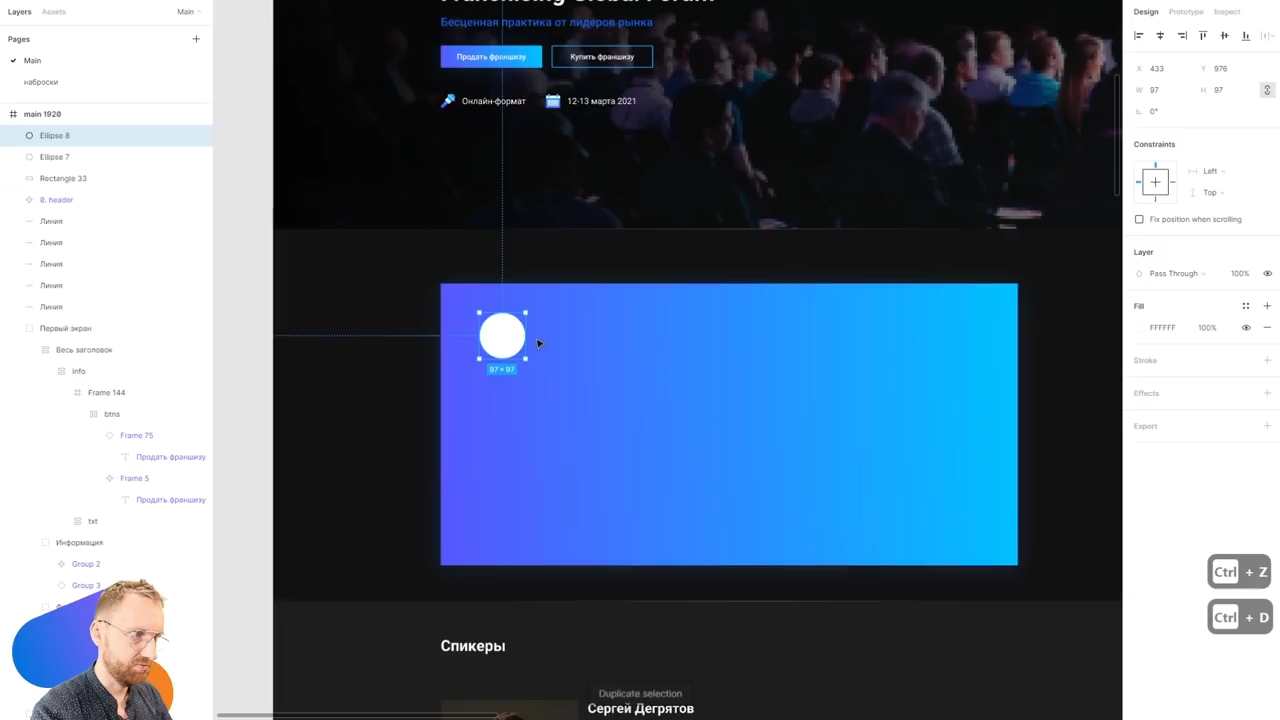 Layers Assets Main
Pages
Main
наброски
main 1920
Ellipse 8
Ellipse 7
Rectangle 33
0. header
Линия
Линия
Линия
Линия
Линия
Первый экран
Весь заголовок
info
Frame 144
btns
Frame 75
Продать франшизу
Frame 5
Продать франшизу
txt
Информация
Group 2
Group 3
Бесценная практика от лидеров рынка
Продать франшизу Купить франшизу
Онлайн-формат 12-13 марта 2021
97 × 97
Спикеры
Duplicate selection
Сергей Дегрятов
Design Prototype Inspect
X 433 Y 976
W 97 H 97
0°
Constraints
Left
Top
Fix position when scrolling
Layer
Pass Through 100%
Fill
FFFFFF 100%
Stroke
Effects
Export
Ctrl + Z
Ctrl + D